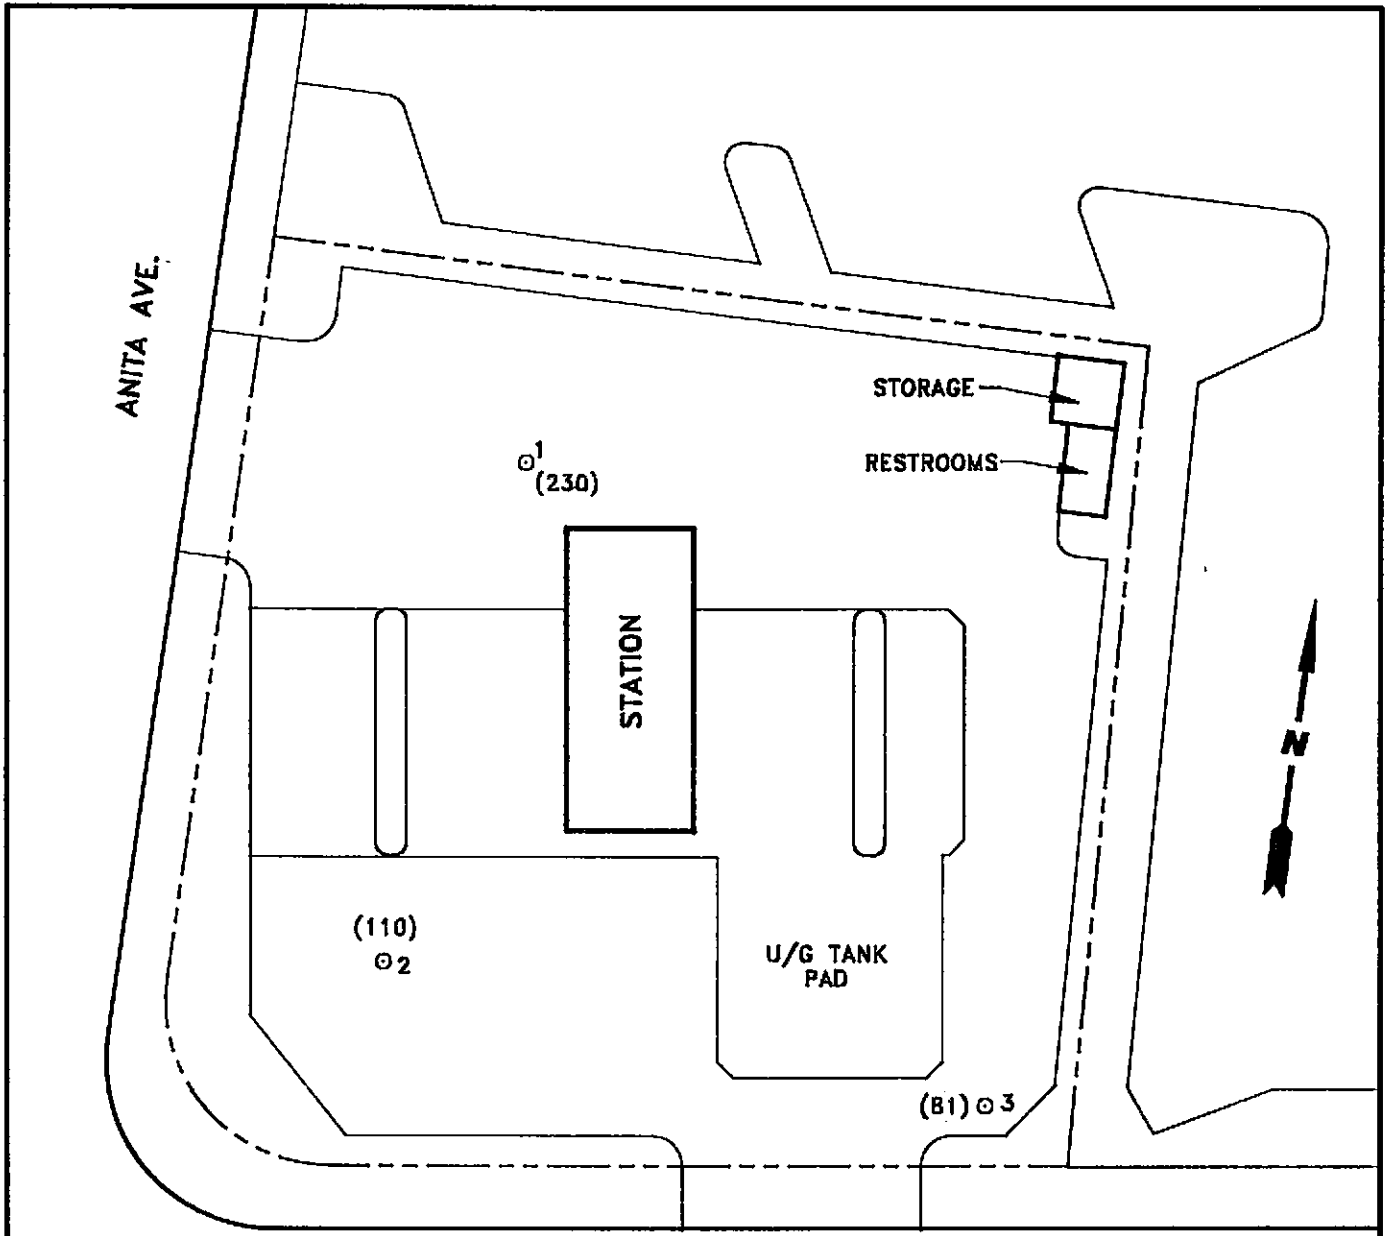 ANITA AVE.
STORAGE
RESTROOMS
1
(230)
STATION
N
(110)
2
U/G TANK
PAD
(81) 3